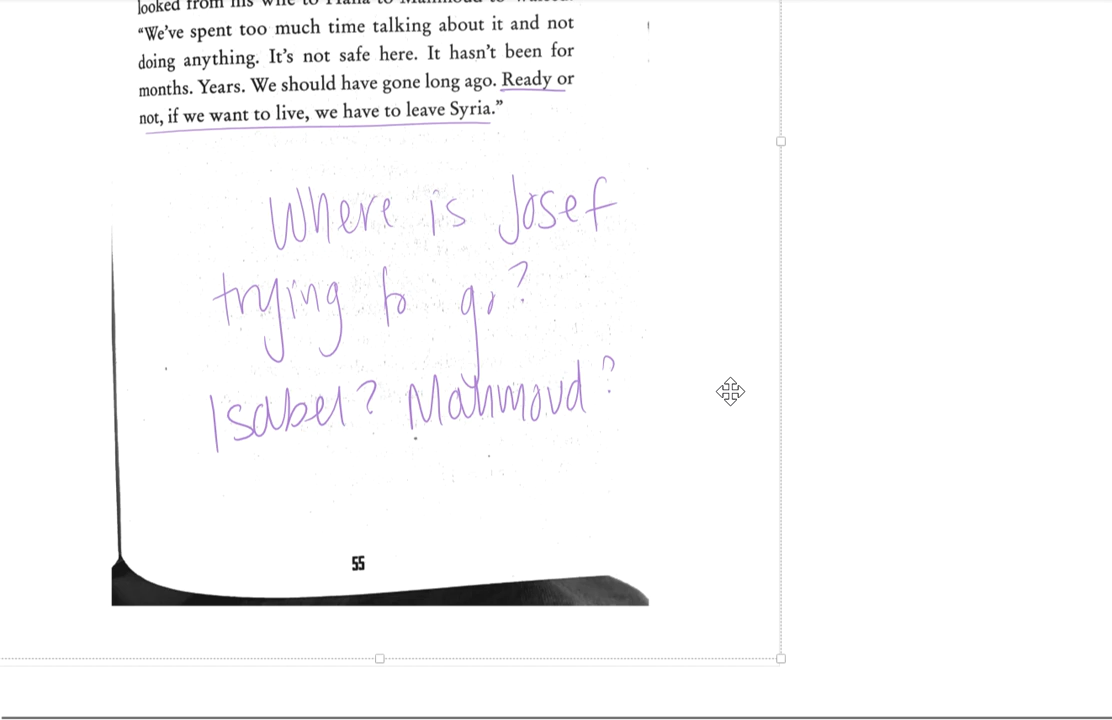 looked from his wife to Hana to Mahmoud to Waleed.
“We’ve spent too much time talking about it and not
doing anything. It’s not safe here. It hasn’t been for
months. Years. We should have gone long ago. Ready or
not, if we want to live, we have to leave Syria.”
Where is Josef
trying to go?
Isabel? Mahmoud?
55